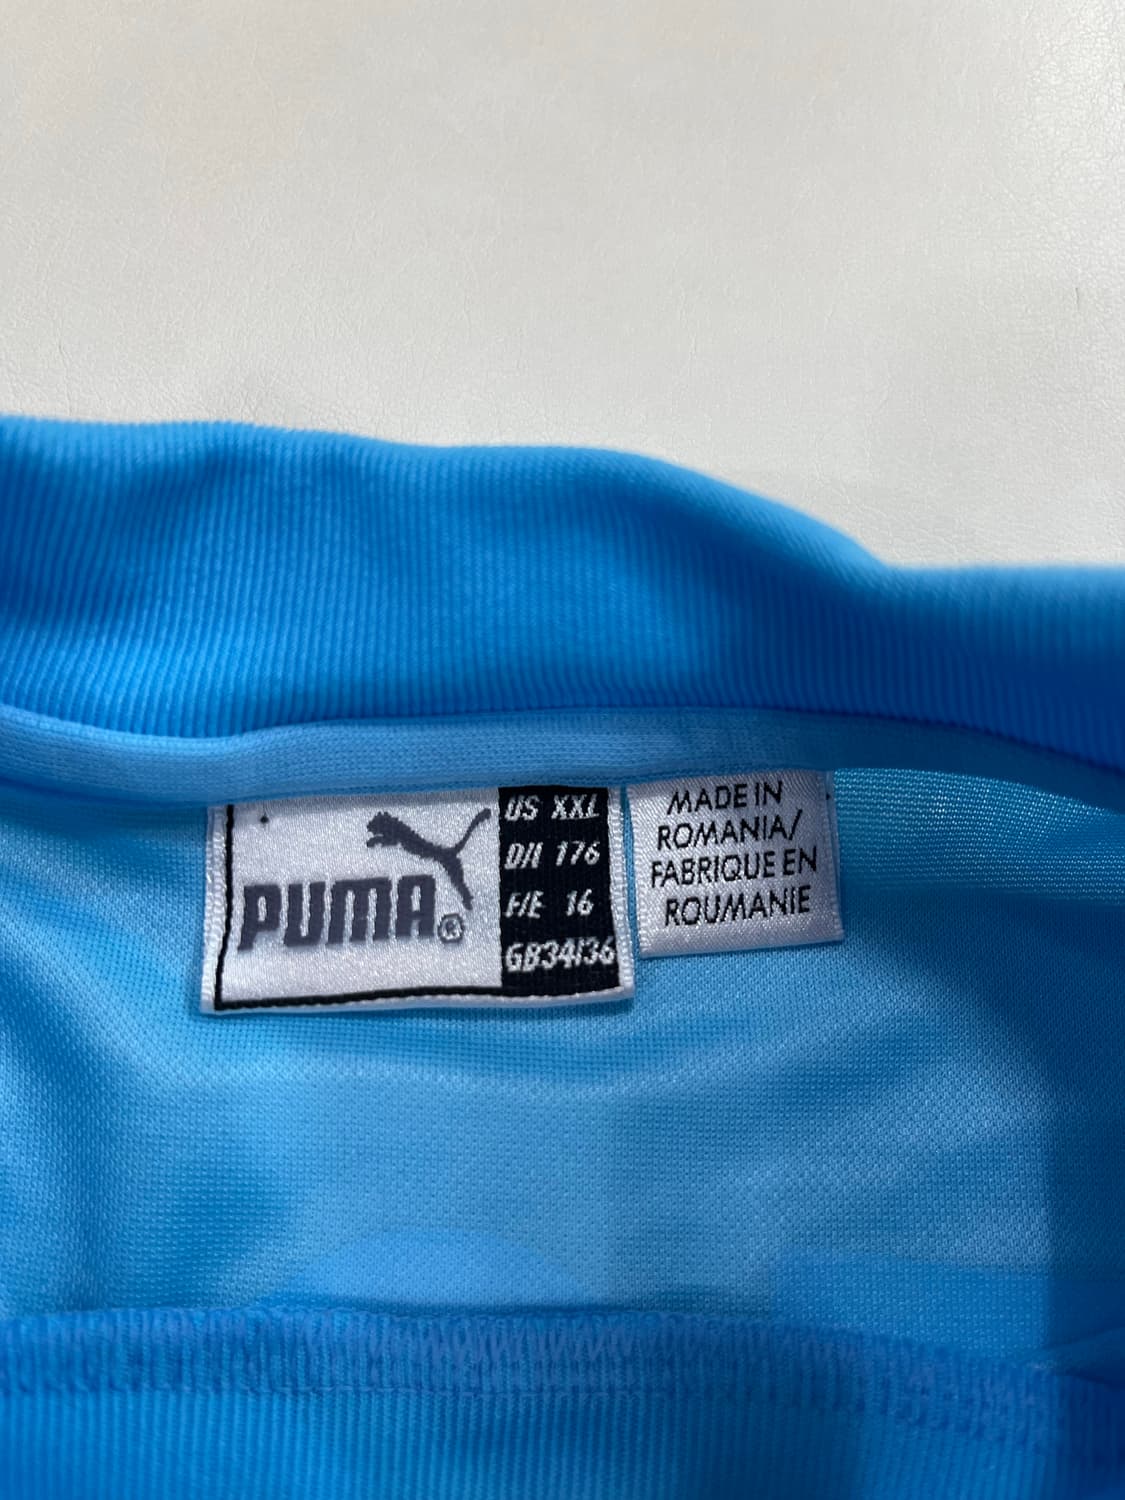 PUMA®
US XXL
D/I 176
F/E 16
GB34/36
MADE IN
ROMANIA/
FABRIQUE EN
ROUMANIE